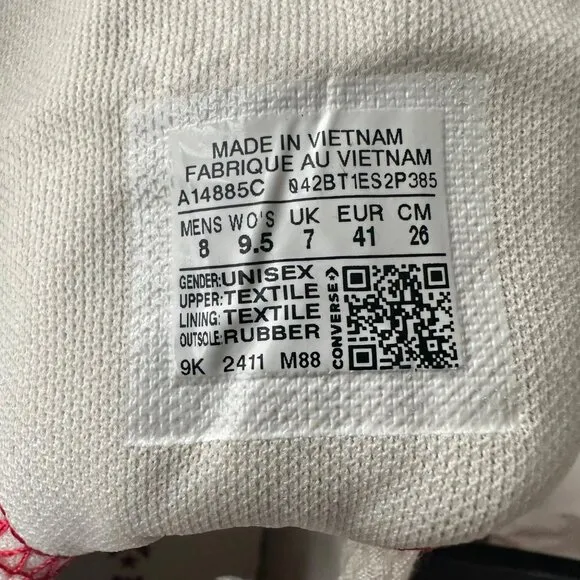 MADE IN VIETNAM
FABRIQUE AU VIETNAM
A14885C 042BT1ES2P385
MENS WO'S UK EUR CM
8 9.5 7 41 26
GENDER:UNISEX
UPPER:TEXTILE
LINING:TEXTILE
OUTSOLE:RUBBER
9K 2411 M88
CONVERSE